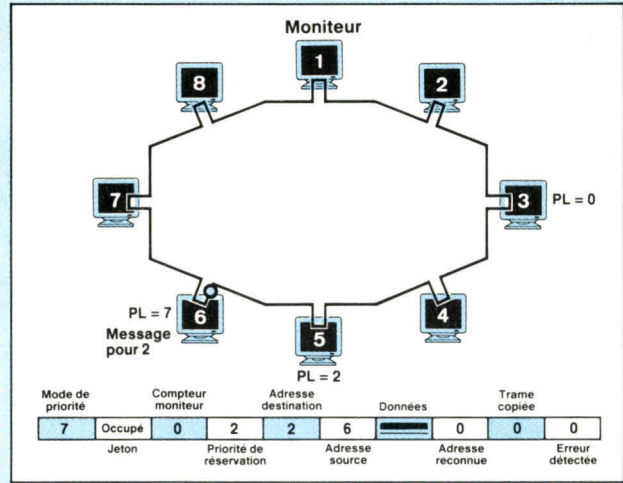 Moniteur
1
8
2
7
3
PL = 0
6
PL = 7
Message
pour 2
4
5
PL = 2
Mode de
priorité
Compteur
moniteur
Adresse
destination
Données
Trame
copiée
7
Occupé
0
2
2
6
0
0
0
Jeton
Priorité de
réservation
Adresse
source
Adresse
reconnue
Erreur
détectée